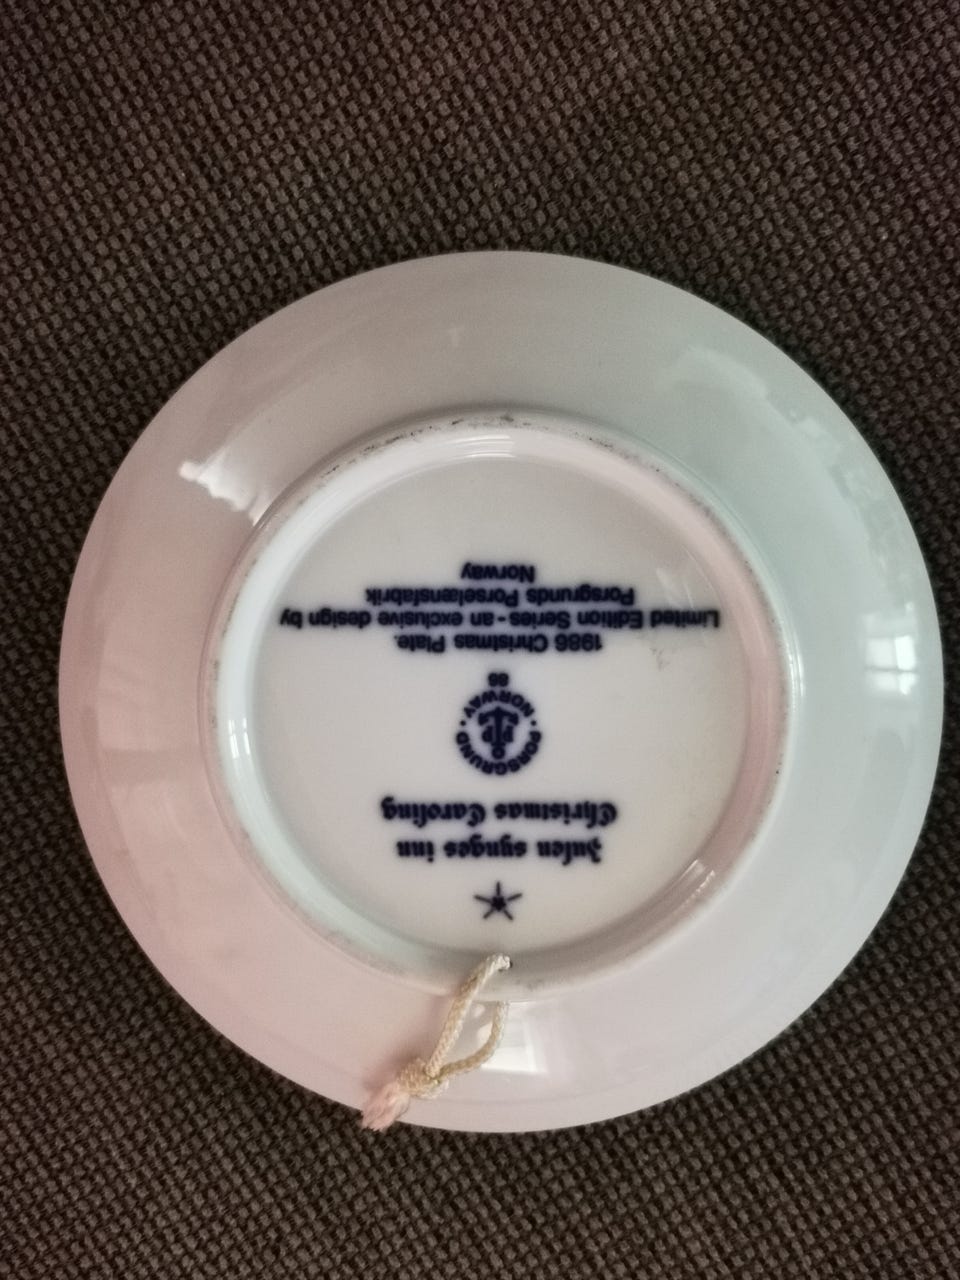 Julen synges inn
Christmas Caroling
PORSGRUND
PP
• NORWAY •
86
1986 Christmas Plate.
Limited Edition Series - an exclusive design by
Porsgrunds Porselænsfabrik
Norway